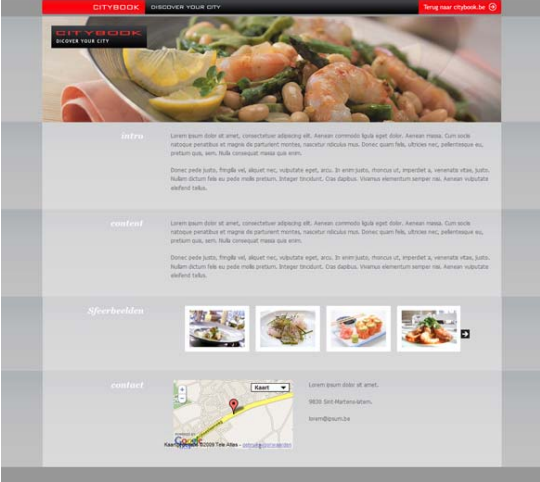 CITYBOOK DISCOVER YOUR CITY Terug naar citybook.be
CITYBOOK
DICOVER YOUR CITY
intro
Lorem ipsum dolor sit amet, consectetuer adipiscing elit. Aenean commodo ligula eget dolor. Aenean massa. Cum sociis
natoque penatibus et magnis dis parturient montes, nascetur ridiculus mus. Donec quam felis, ultricies nec, pellentesque eu,
pretium quis, sem. Nulla consequat massa quis enim.
Donec pede justo, fringilla vel, aliquet nec, vulputate eget, arcu. In enim justo, rhoncus ut, imperdiet a, venenatis vitae, justo.
Nullam dictum felis eu pede mollis pretium. Integer tincidunt. Cras dapibus. Vivamus elementum semper nisi. Aenean vulputate
eleifend tellus.
content
Lorem ipsum dolor sit amet, consectetuer adipiscing elit. Aenean commodo ligula eget dolor. Aenean massa. Cum sociis
natoque penatibus et magnis dis parturient montes, nascetur ridiculus mus. Donec quam felis, ultricies nec, pellentesque eu,
pretium quis, sem. Nulla consequat massa quis enim.
Donec pede justo, fringilla vel, aliquet nec, vulputate eget, arcu. In enim justo, rhoncus ut, imperdiet a, venenatis vitae, justo.
Nullam dictum felis eu pede mollis pretium. Integer tincidunt. Cras dapibus. Vivamus elementum semper nisi. Aenean vulputate
eleifend tellus.
Sfeerbeelden
contact
Kaart
POWERED BY
Google
©2009 Tele Atlas - gebruiksvoorwaarden
Lorem ipsum dolor sit amet.
9830 Sint-Martens-latem.
lorem@ipsum.be